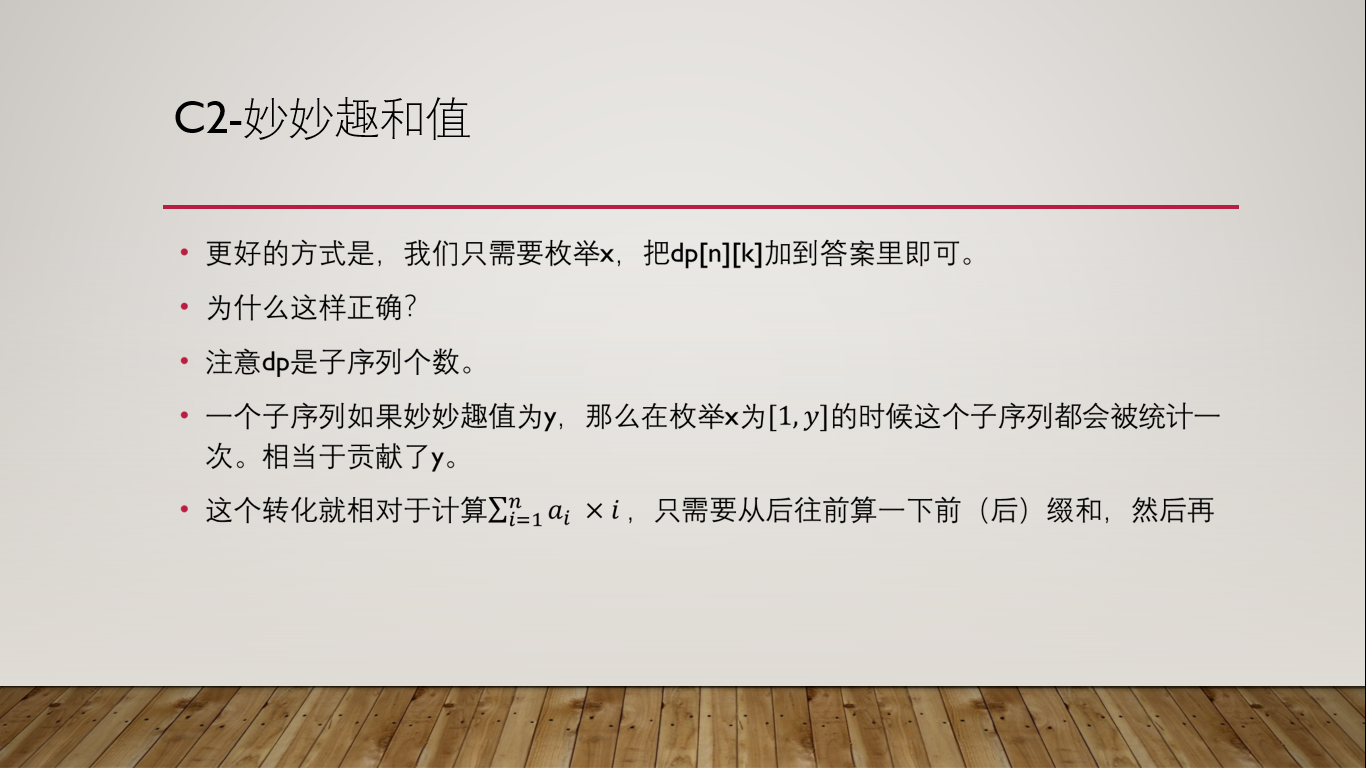 C2-妙妙趣和值
• 更好的方式是，我们只需要枚举x，把dp[n][k]加到答案里即可。
• 为什么这样正确？
• 注意dp是子序列个数。
• 一个子序列如果妙妙趣值为y，那么在枚举x为[1, y]的时候这个子序列都会被统计一
次。相当于贡献了y。
• 这个转化就相对于计算∑ⁿᵢ₌₁ aᵢ × i ，只需要从后往前算一下前（后）缀和，然后再